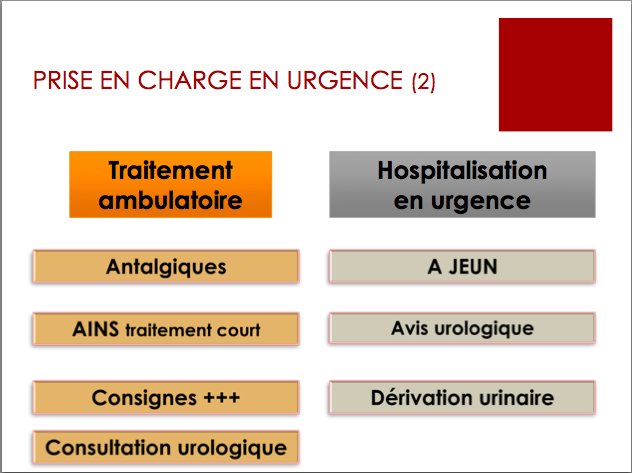 PRISE EN CHARGE EN URGENCE (2)
Traitement
ambulatoire
Antalgiques
AINS traitement court
Consignes +++
Consultation urologique
Hospitalisation
en urgence
A JEUN
Avis urologique
Dérivation urinaire